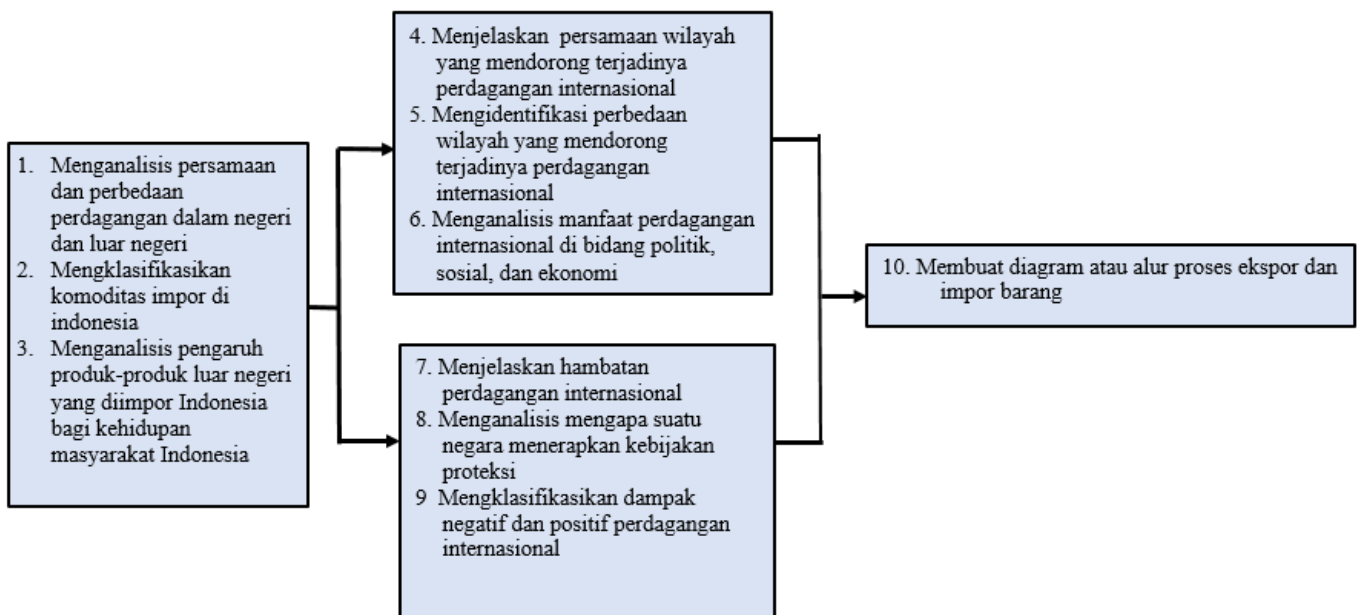 1. Menganalisis persamaan
dan perbedaan
perdagangan dalam negeri
dan luar negeri
2. Mengklasifikasikan
komoditas impor di
indonesia
3. Menganalisis pengaruh
produk-produk luar negeri
yang diimpor Indonesia
bagi kehidupan
masyarakat Indonesia
4. Menjelaskan persamaan wilayah
yang mendorong terjadinya
perdagangan internasional
5. Mengidentifikasi perbedaan
wilayah yang mendorong
terjadinya perdagangan
internasional
6. Menganalisis manfaat perdagangan
internasional di bidang politik,
sosial, dan ekonomi
7. Menjelaskan hambatan
perdagangan internasional
8. Menganalisis mengapa suatu
negara menerapkan kebijakan
proteksi
9 Mengklasifikasikan dampak
negatif dan positif perdagangan
internasional
10. Membuat diagram atau alur proses ekspor dan
impor barang